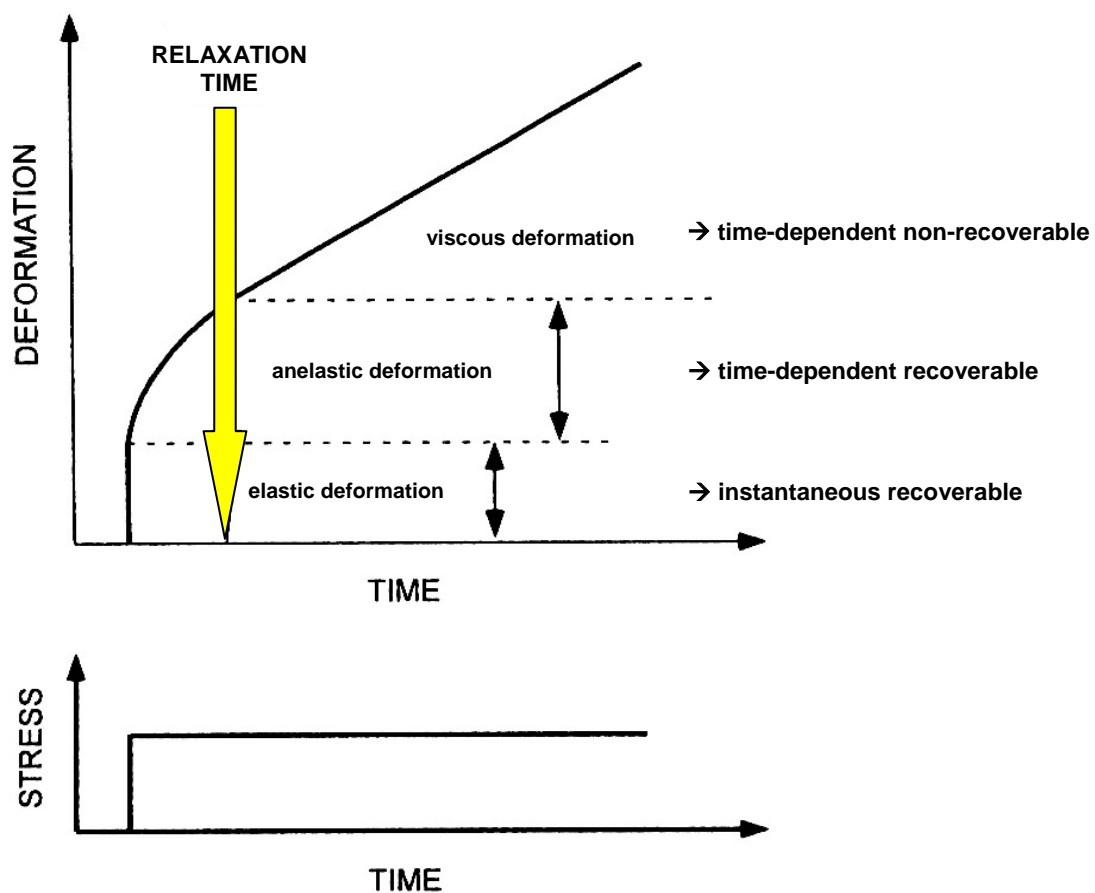 RELAXATION
TIME
DEFORMATION
viscous deformation
→ time-dependent non-recoverable
anelastic deformation
→ time-dependent recoverable
elastic deformation
→ instantaneous recoverable
TIME
STRESS
TIME